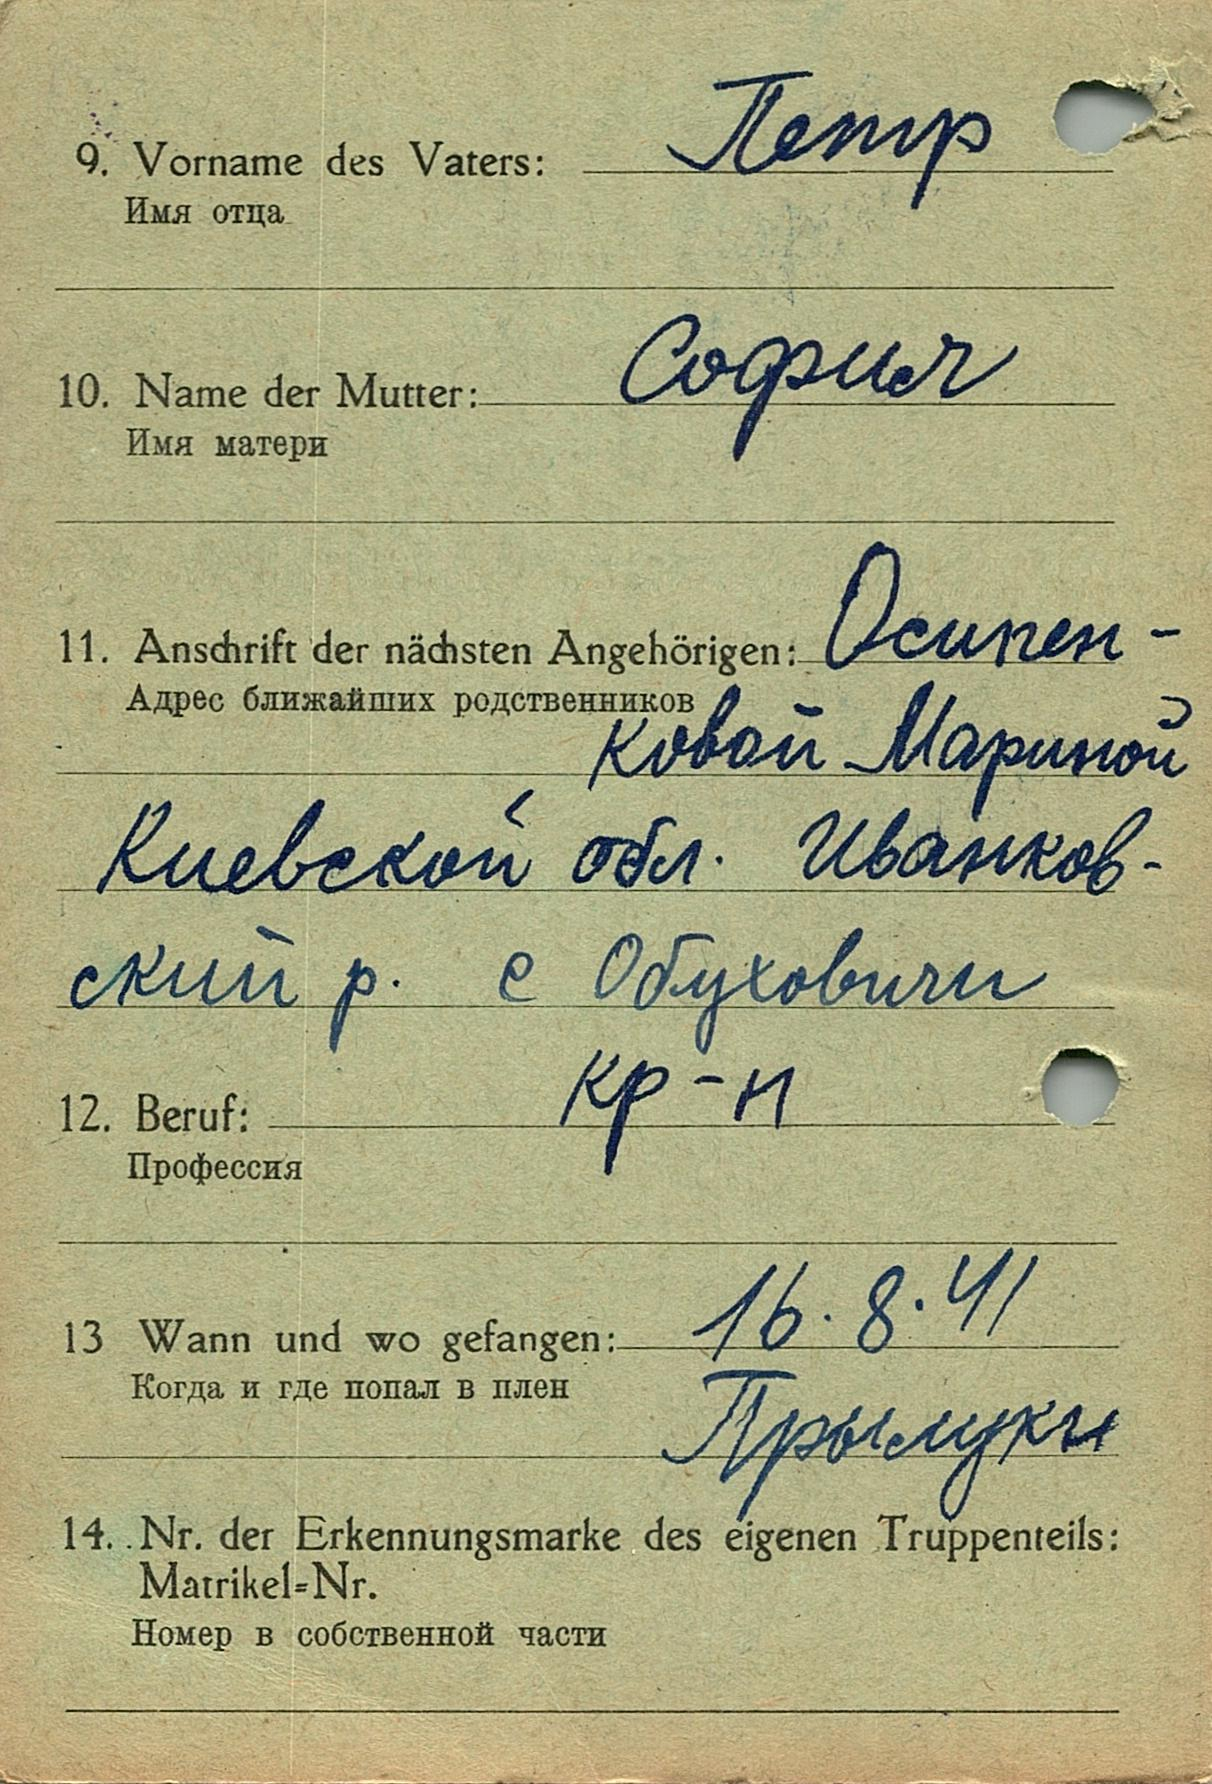 9. Vorname des Vaters: Петр
Имя отца
10. Name der Mutter: София
Имя матери
11. Anschrift der nächsten Angehörigen: Осипен-
Адрес ближайших родственников
ковой Мариной
Киевской обл. Иванков-
ский р. с Обуховичи
12. Beruf: кр-н
Профессия
13 Wann und wo gefangen: 16.8.41
Когда и где попал в плен
Прылуки
14. Nr. der Erkennungsmarke des eigenen Truppenteils:
Matrikel=Nr.
Номер в собственной части